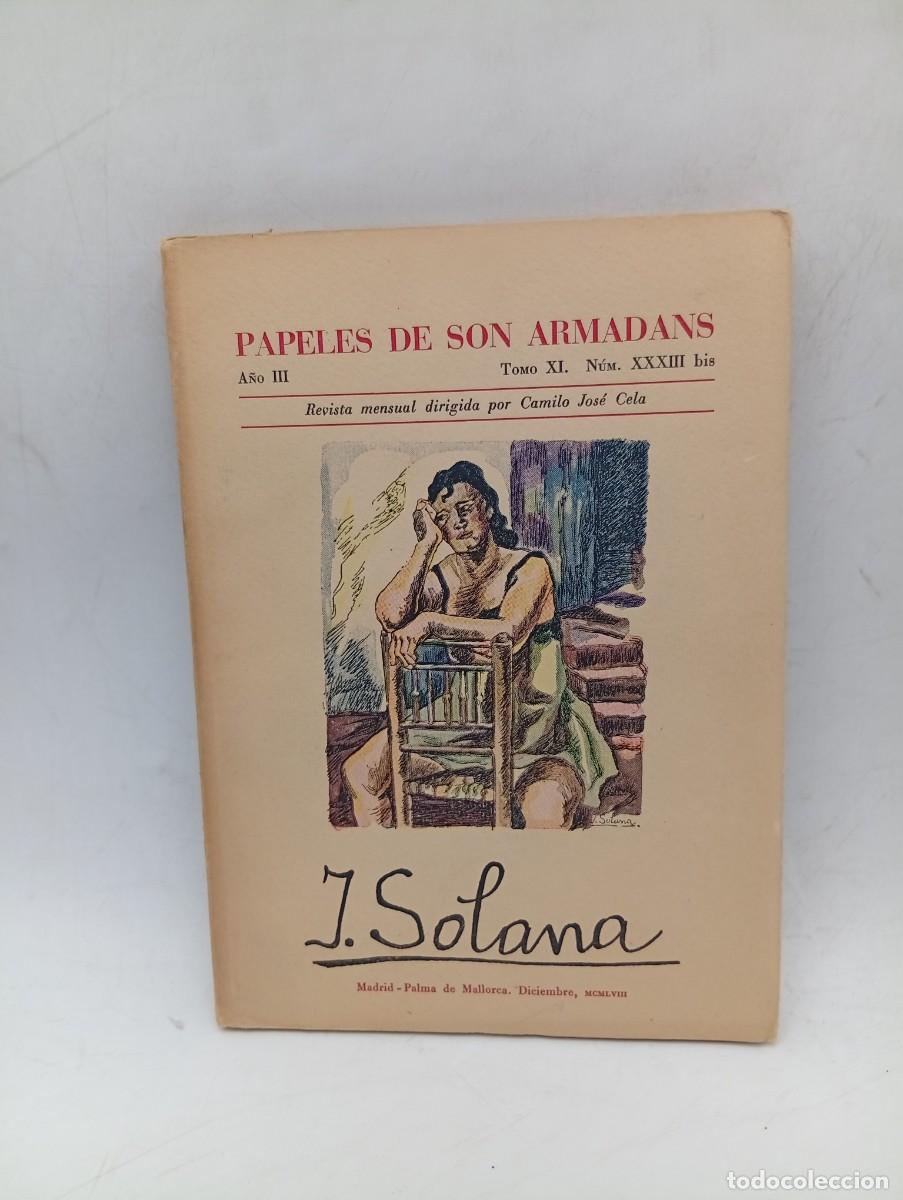 PAPELES DE SON ARMADANS
Año III Tomo XI. Núm. XXXIII bis
Revista mensual dirigida por Camilo José Cela
J. Solana.
J. Solana
Madrid - Palma de Mallorca. Diciembre, MCMLVIII
todocoleccion